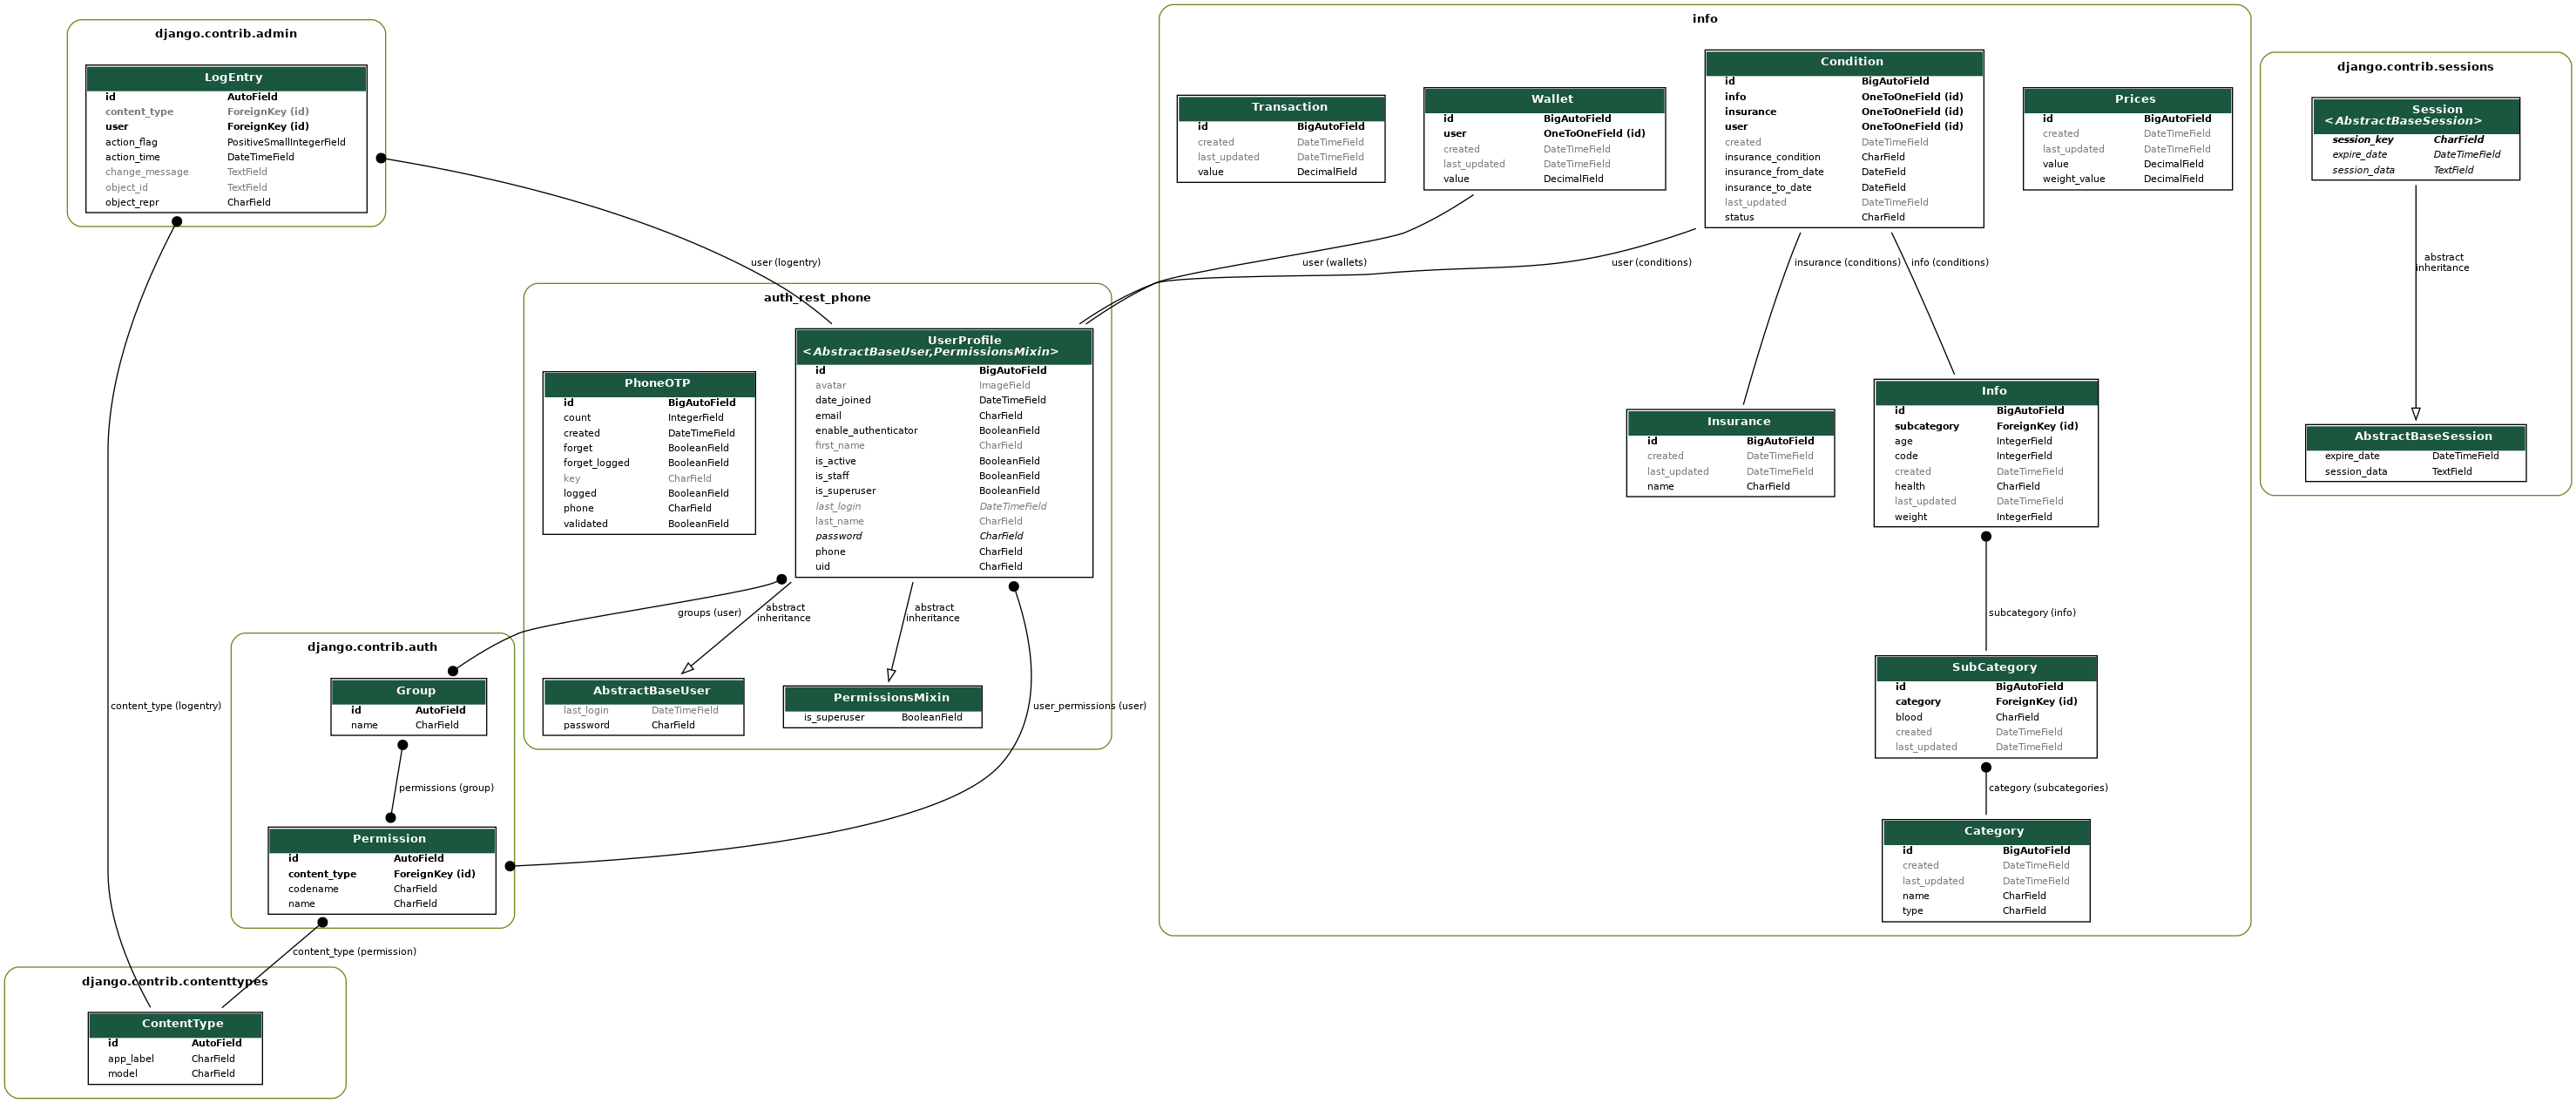 django.contrib.admin
LogEntry
id AutoField
content_type ForeignKey (id)
user ForeignKey (id)
action_flag PositiveSmallIntegerField
action_time DateTimeField
change_message TextField
object_id TextField
object_repr CharField
info
Transaction
id BigAutoField
created DateTimeField
last_updated DateTimeField
value DecimalField
Wallet
id BigAutoField
user OneToOneField (id)
created DateTimeField
last_updated DateTimeField
value DecimalField
Condition
id BigAutoField
info OneToOneField (id)
insurance OneToOneField (id)
user OneToOneField (id)
created DateTimeField
insurance_condition CharField
insurance_from_date DateField
insurance_to_date DateField
last_updated DateTimeField
status CharField
Prices
id BigAutoField
created DateTimeField
last_updated DateTimeField
value DecimalField
weight_value DecimalField
django.contrib.sessions
Session
<AbstractBaseSession>
session_key CharField
expire_date DateTimeField
session_data TextField
user (logentry)
user (wallets)
user (conditions)
insurance (conditions)
info (conditions)
abstract
inheritance
auth_rest_phone
PhoneOTP
id BigAutoField
count IntegerField
created DateTimeField
forget BooleanField
forget_logged BooleanField
key CharField
logged BooleanField
phone CharField
validated BooleanField
UserProfile
<AbstractBaseUser,PermissionsMixin>
id BigAutoField
avatar ImageField
date_joined DateTimeField
email CharField
enable_authenticator BooleanField
first_name CharField
is_active BooleanField
is_staff BooleanField
is_superuser BooleanField
last_login DateTimeField
last_name CharField
password CharField
phone CharField
uid CharField
Insurance
id BigAutoField
created DateTimeField
last_updated DateTimeField
name CharField
Info
id BigAutoField
subcategory ForeignKey (id)
age IntegerField
code IntegerField
created DateTimeField
health CharField
last_updated DateTimeField
weight IntegerField
AbstractBaseSession
expire_date DateTimeField
session_data TextField
groups (user)
abstract
inheritance
abstract
inheritance
subcategory (info)
django.contrib.auth
Group
id AutoField
name CharField
AbstractBaseUser
last_login DateTimeField
password CharField
PermissionsMixin
is_superuser BooleanField
SubCategory
id BigAutoField
category ForeignKey (id)
blood CharField
created DateTimeField
last_updated DateTimeField
content_type (logentry)
user_permissions (user)
permissions (group)
category (subcategories)
Permission
id AutoField
content_type ForeignKey (id)
codename CharField
name CharField
Category
id BigAutoField
created DateTimeField
last_updated DateTimeField
name CharField
type CharField
content_type (permission)
django.contrib.contenttypes
ContentType
id AutoField
app_label CharField
model CharField